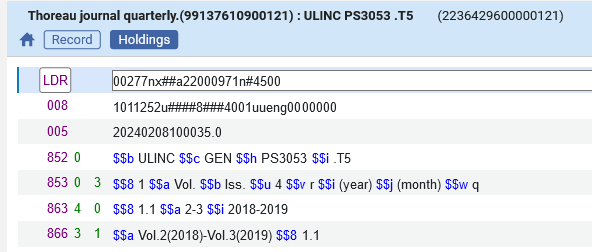 Thoreau journal quarterly.(99137610900121) : ULINC PS3053 .T5 (2236429600000121)
Record Holdings
LDR 00277nx##a22000971n#4500
008 1011252u####8###4001uueng0000000
005 20240208100035.0
852 0 $$b ULINC $$c GEN $$h PS3053 $$i .T5
853 0 3 $$8 1 $$a Vol. $$b Iss. $$u 4 $$v r $$i (year) $$j (month) $$w q
863 4 0 $$8 1.1 $$a 2-3 $$i 2018-2019
866 3 1 $$a Vol.2(2018)-Vol.3(2019) $$8 1.1